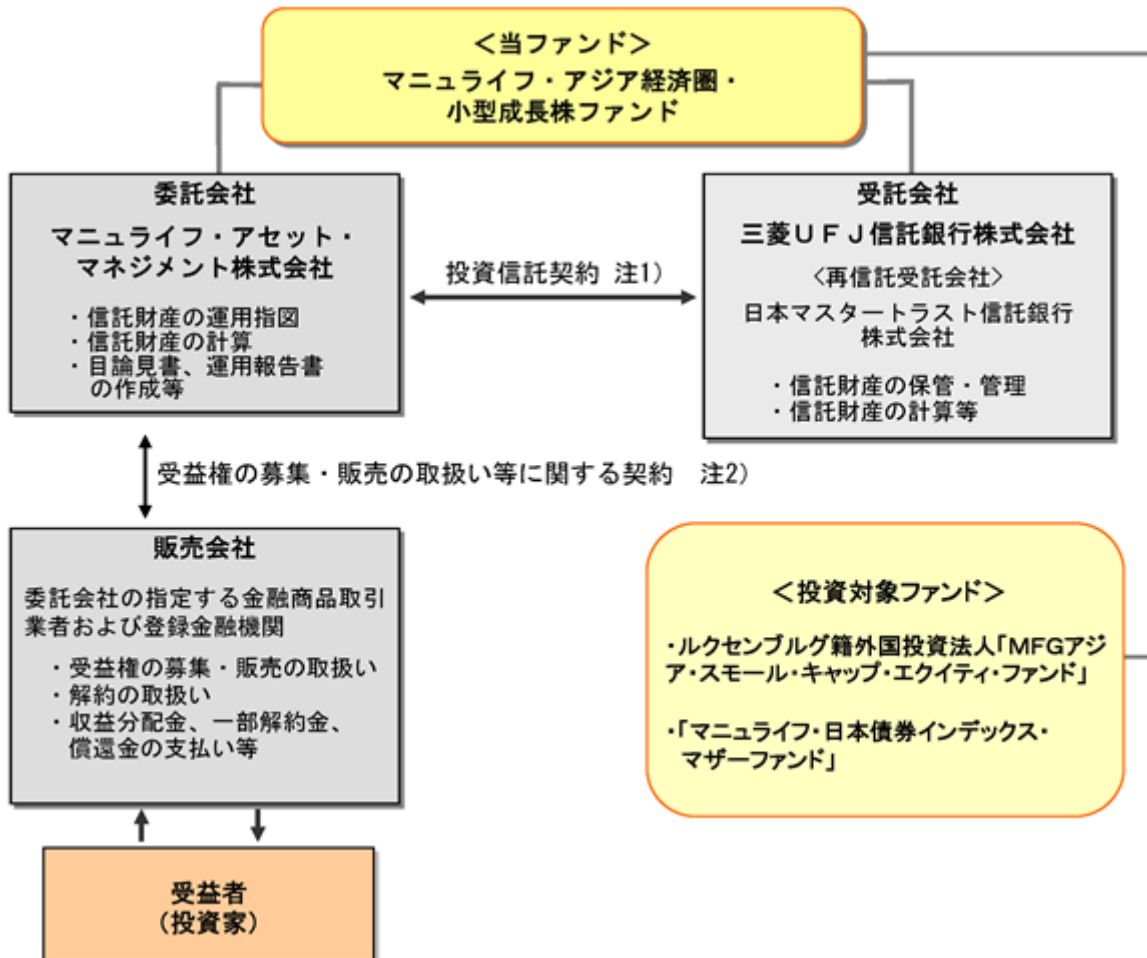 ＜当ファンド＞
マニュライフ・アジア経済圏・
小型成長株ファンド
委託会社
マニュライフ・アセット・
マネジメント株式会社
・信託財産の運用指図
・信託財産の計算
・目論見書、運用報告書
の作成等
投資信託契約 注1）
受託会社
三菱ＵＦＪ信託銀行株式会社
〈再信託受託会社〉
日本マスタートラスト信託銀行
株式会社
・信託財産の保管・管理
・信託財産の計算等
受益権の募集・販売の取扱い等に関する契約　注2）
販売会社
委託会社の指定する金融商品取引
業者および登録金融機関
・受益権の募集・販売の取扱い
・解約の取扱い
・収益分配金、一部解約金、
償還金の支払い等
＜投資対象ファンド＞
・ルクセンブルグ籍外国投資法人「MFGアジ
ア・スモール・キャップ・エクイティ・ファンド」
・「マニュライフ・日本債券インデックス・
マザーファンド」
受益者
（投資家）